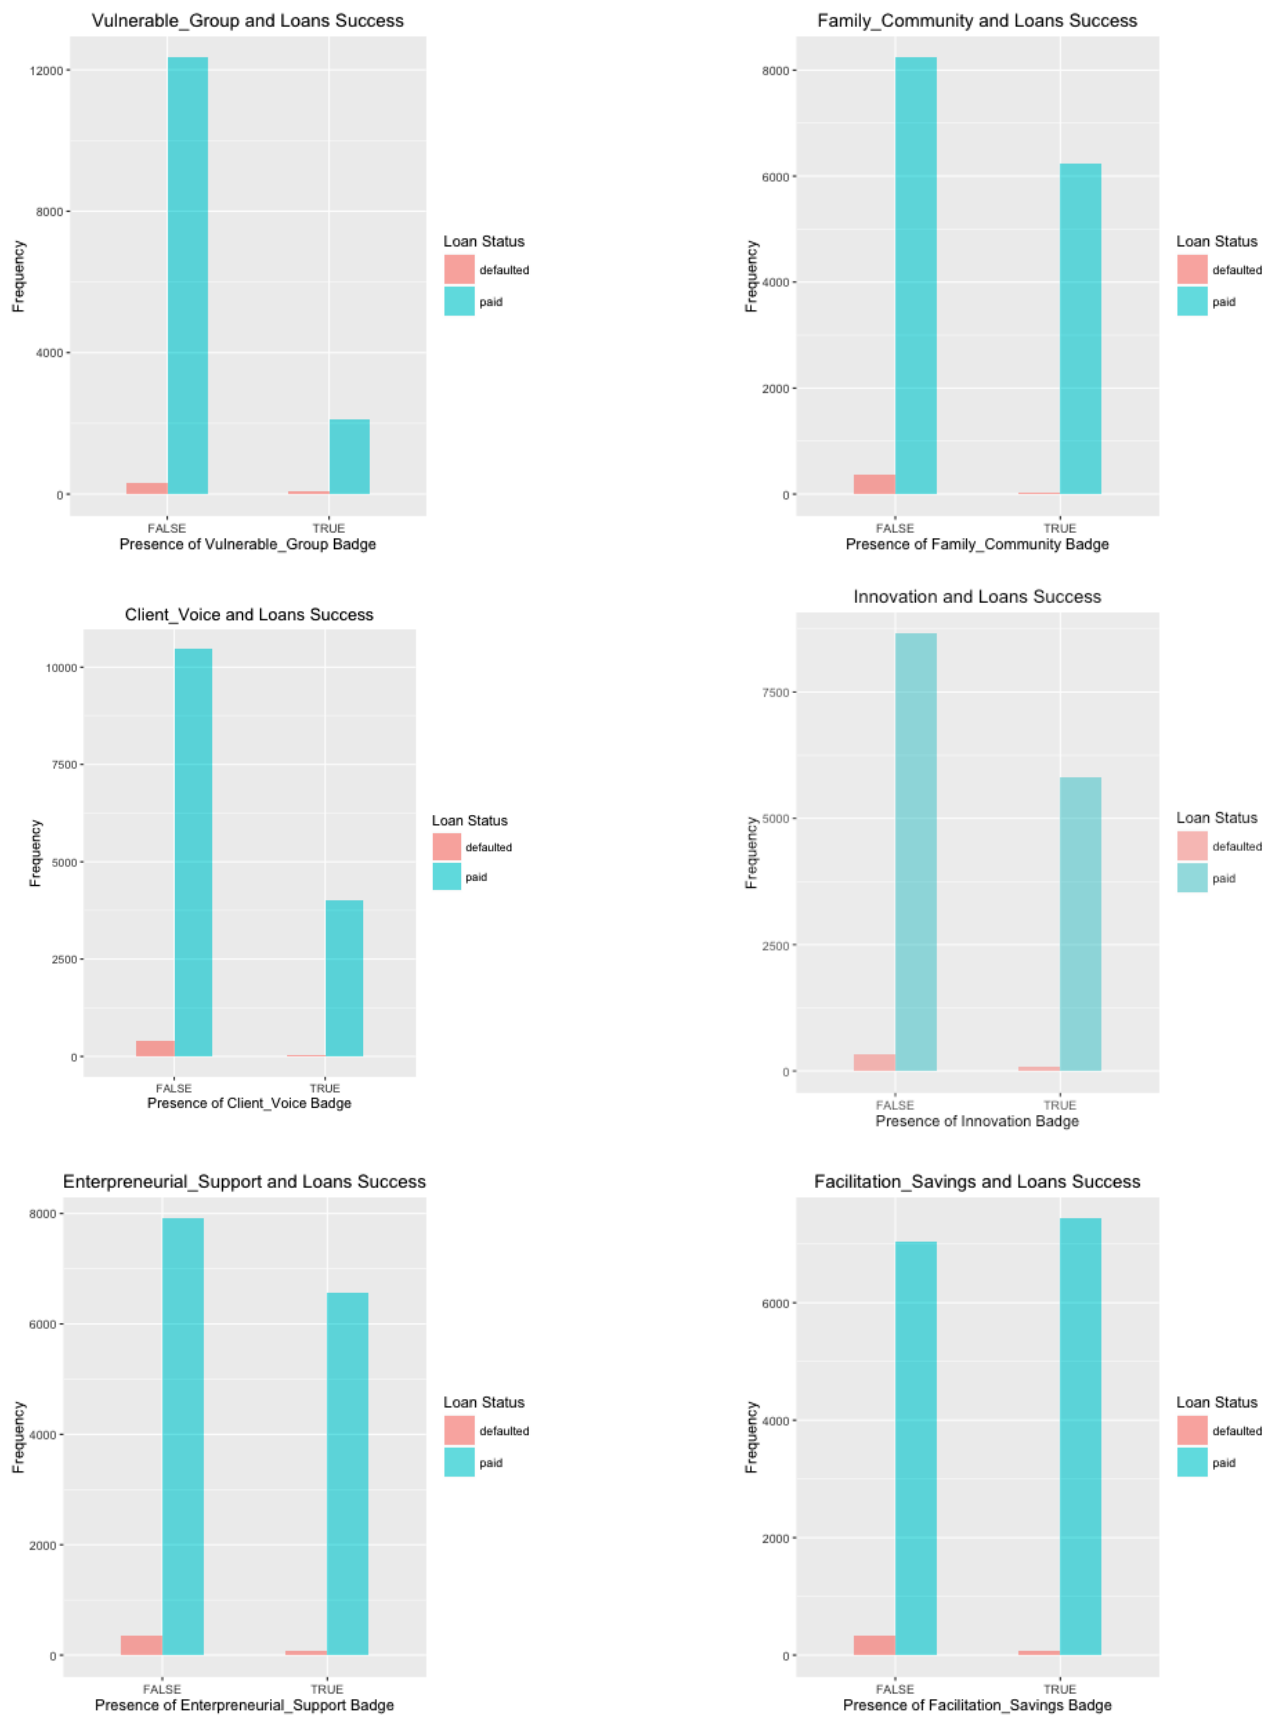 Vulnerable_Group and Loans Success
12000
8000
4000
0
Frequency
FALSE
TRUE
Presence of Vulnerable_Group Badge
Loan Status
defaulted
paid
Family_Community and Loans Success
8000
6000
4000
2000
0
Frequency
FALSE
TRUE
Presence of Family_Community Badge
Loan Status
defaulted
paid
Client_Voice and Loans Success
10000
7500
5000
2500
0
Frequency
FALSE
TRUE
Presence of Client_Voice Badge
Loan Status
defaulted
paid
Innovation and Loans Success
7500
5000
2500
0
Frequency
FALSE
TRUE
Presence of Innovation Badge
Loan Status
defaulted
paid
Enterpreneurial_Support and Loans Success
8000
6000
4000
2000
0
Frequency
FALSE
TRUE
Presence of Enterpreneurial_Support Badge
Loan Status
defaulted
paid
Facilitation_Savings and Loans Success
6000
4000
2000
0
Frequency
FALSE
TRUE
Presence of Facilitation_Savings Badge
Loan Status
defaulted
paid